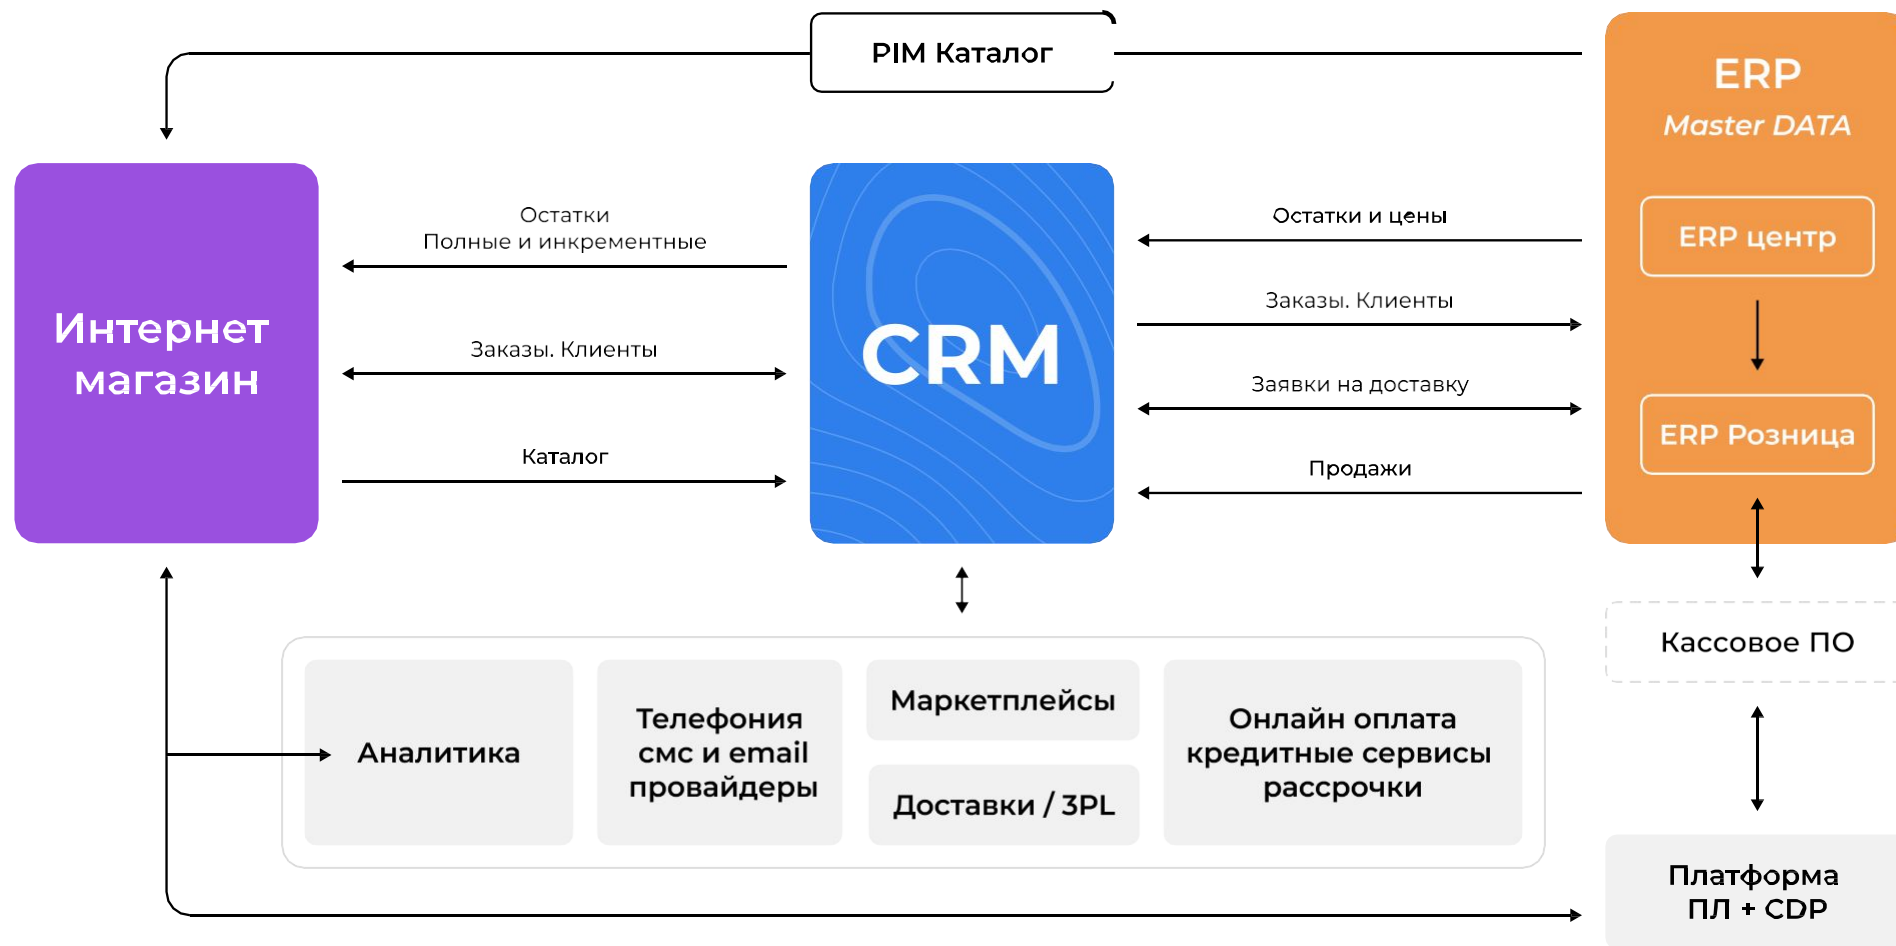 PIM Каталог
ERP
Master DATA
ERP центр
ERP Розница
Интернет
магазин
Остатки
Полные и инкрементные
Заказы. Клиенты
Каталог
CRM
Остатки и цены
Заказы. Клиенты
Заявки на доставку
Продажи
Аналитика
Телефония
смс и email
провайдеры
Маркетплейсы
Доставки / 3PL
Онлайн оплата
кредитные сервисы
рассрочки
Кассовое ПО
Платформа
ПЛ + CDP